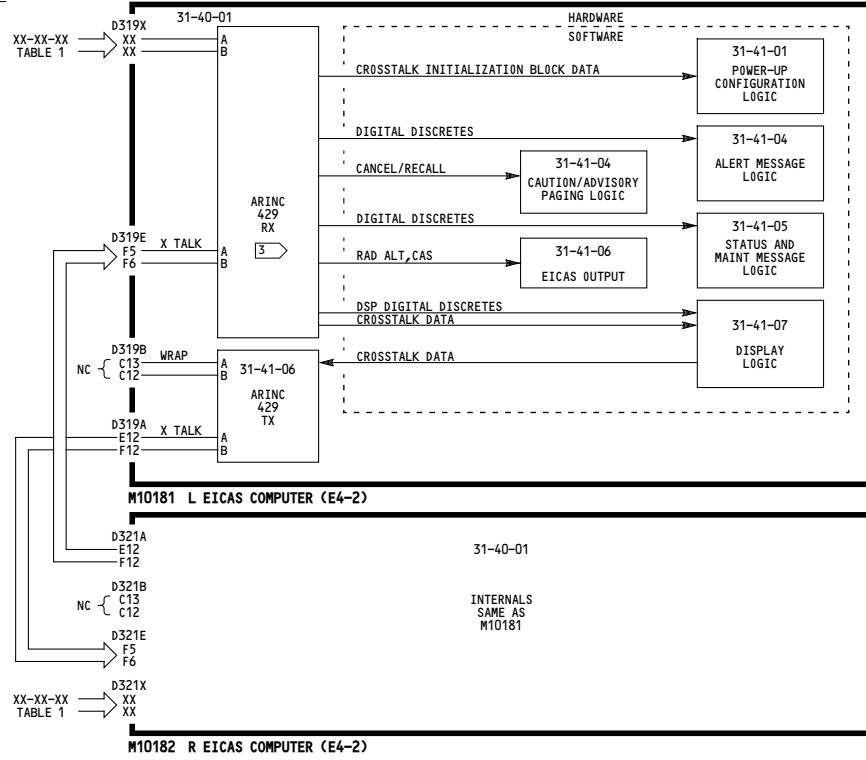 31-40-01
HARDWARE
SOFTWARE
D319X
XX-XX-XX
TABLE 1
XX
XX
A
B
ARINC
429
RX
3
CROSSTALK INITIALIZATION BLOCK DATA
31-41-01
POWER-UP
CONFIGURATION
LOGIC
DIGITAL DISCRETES
31-41-04
ALERT MESSAGE
LOGIC
CANCEL/RECALL
31-41-04
CAUTION/ADVISORY
PAGING LOGIC
DIGITAL DISCRETES
31-41-05
STATUS AND
MAINT MESSAGE
LOGIC
D319E
F5
F6
X TALK
A
B
RAD ALT,CAS
31-41-06
EICAS OUTPUT
DSP DIGITAL DISCRETES
CROSSTALK DATA
31-41-07
DISPLAY
LOGIC
D319B
NC
C13
C12
WRAP
A
B
31-41-06
ARINC
429
TX
CROSSTALK DATA
D319A
E12
F12
X TALK
A
B
M10181 L EICAS COMPUTER (E4-2)
D321A
E12
F12
31-40-01
D321B
NC
C13
C12
INTERNALS
SAME AS
M10181
D321E
F5
F6
D321X
XX-XX-XX
TABLE 1
XX
XX
M10182 R EICAS COMPUTER (E4-2)